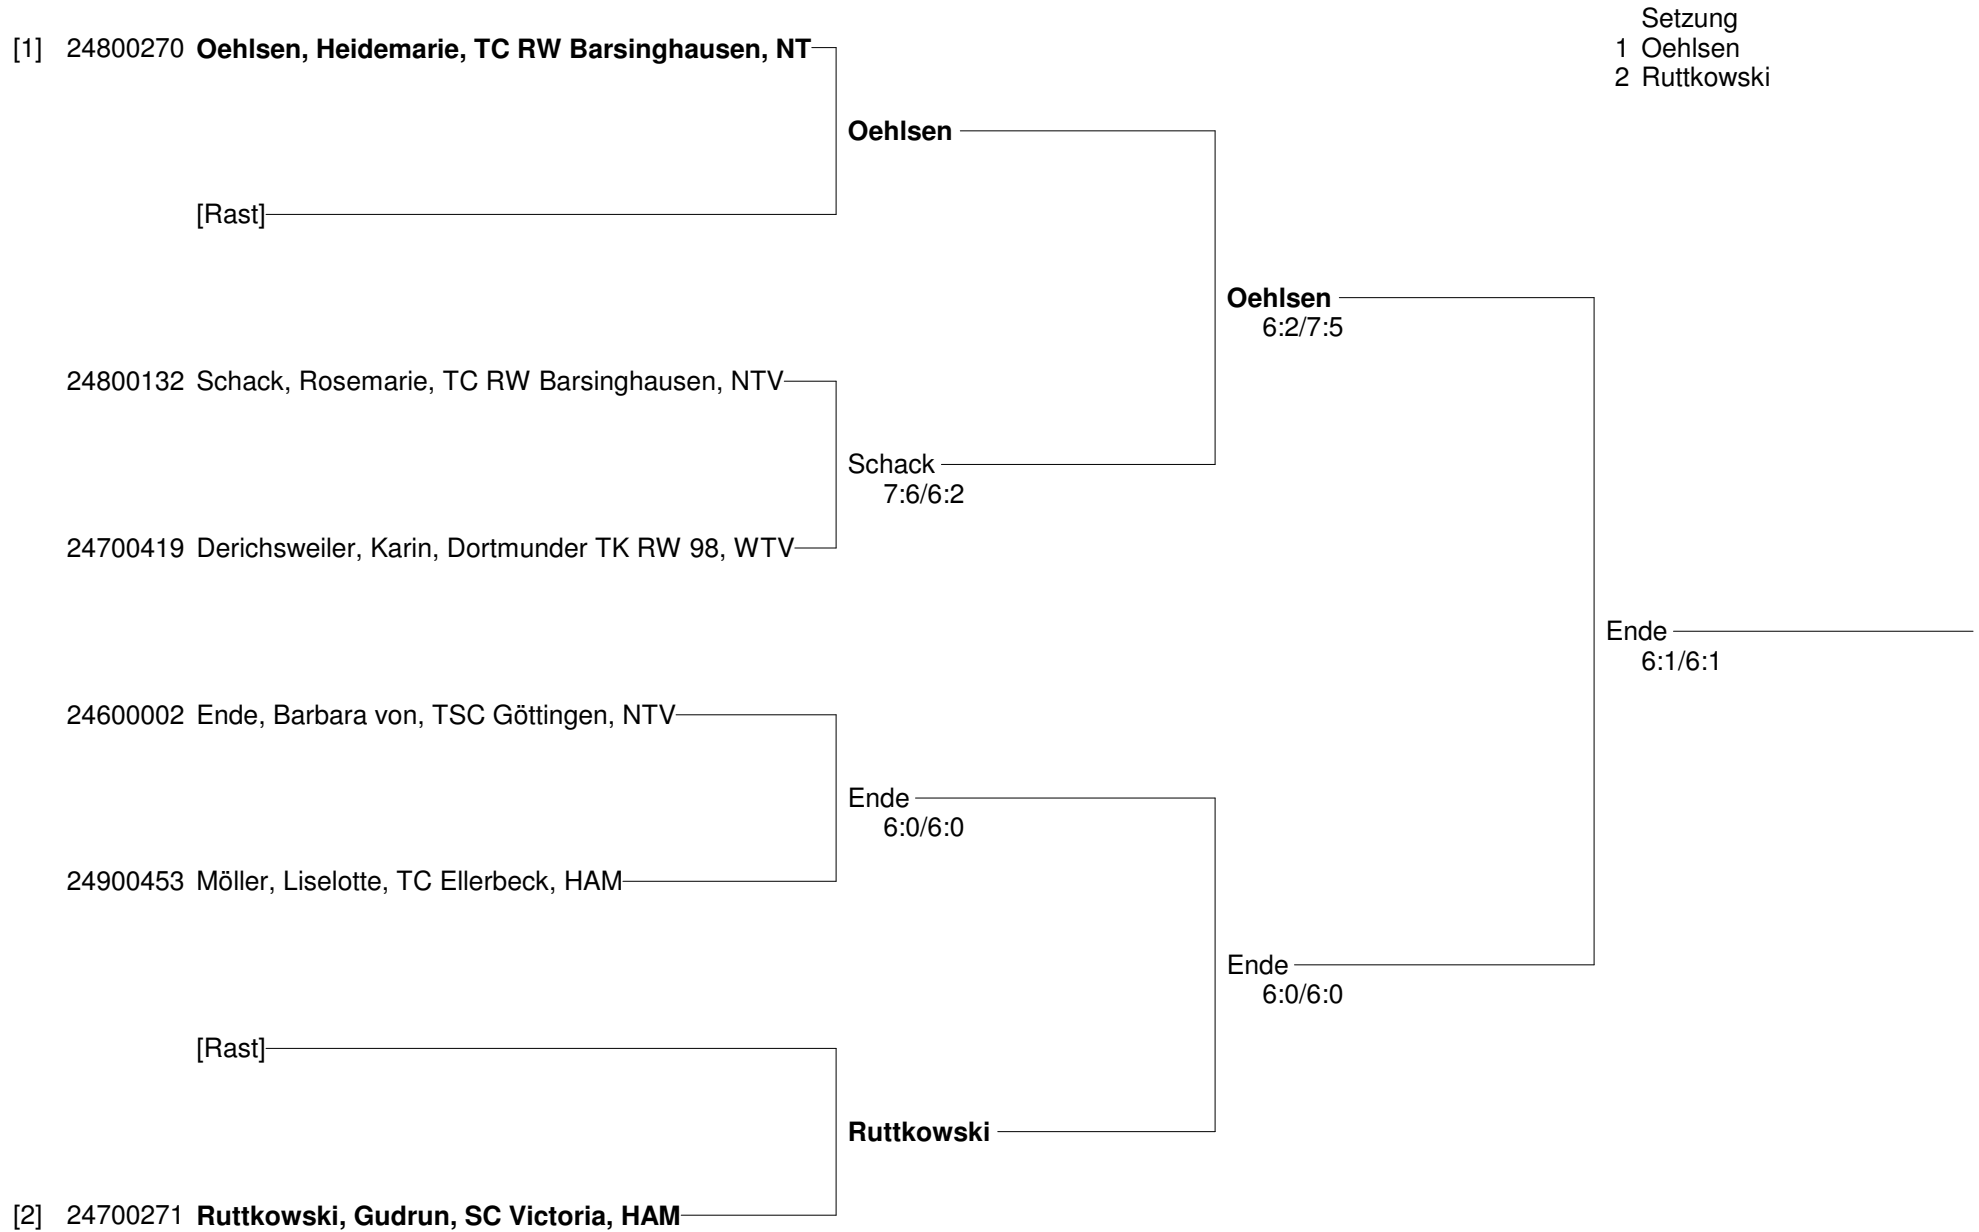 Setzung
1 Oehlsen
2 Ruttkowski
[1] 24800270 Oehlsen, Heidemarie, TC RW Barsinghausen, NT
Oehlsen
[Rast]
Oehlsen
6:2/7:5
24800132 Schack, Rosemarie, TC RW Barsinghausen, NTV
Schack
7:6/6:2
24700419 Derichsweiler, Karin, Dortmunder TK RW 98, WTV
Ende
6:1/6:1
24600002 Ende, Barbara von, TSC Göttingen, NTV
Ende
6:0/6:0
24900453 Möller, Liselotte, TC Ellerbeck, HAM
Ende
6:0/6:0
[Rast]
Ruttkowski
[2] 24700271 Ruttkowski, Gudrun, SC Victoria, HAM